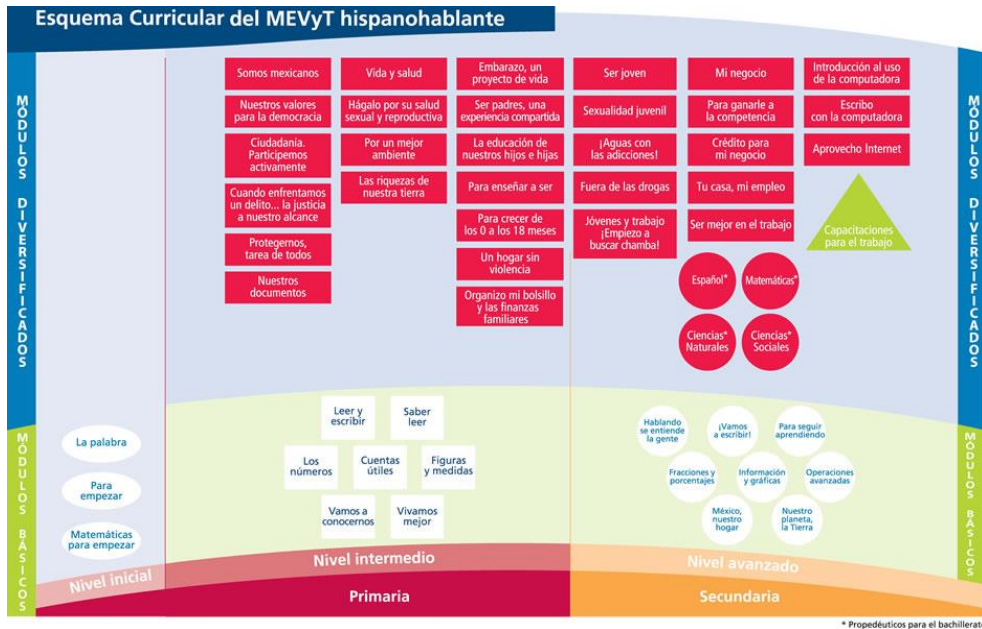 Esquema Curricular del MEVyT hispanohablante
MÓDULOS DIVERSIFICADOS
Somos mexicanos
Nuestros valores
para la democracia
Ciudadanía.
Participemos
activamente
Cuando enfrentamos
un delito... la justicia
a nuestro alcance
Protegernos,
tarea de todos
Nuestros
documentos
Vida y salud
Hágalo por su salud
sexual y reproductiva
Por un mejor
ambiente
Las riquezas de
nuestra tierra
Embarazo, un
proyecto de vida
Ser padres, una
experiencia compartida
La educación de
nuestros hijos e hijas
Para enseñar a ser
Para crecer de
los 0 a los 18 meses
Un hogar sin
violencia
Organizo mi bolsillo
y las finanzas
familiares
Ser joven
Sexualidad juvenil
¡Aguas con
las adicciones!
Fuera de las drogas
Jóvenes y trabajo
¡Empiezo a
buscar chamba!
Mi negocio
Para ganarle a
la competencia
Crédito para
mi negocio
Tu casa, mi empleo
Ser mejor en el trabajo
Introducción al uso
de la computadora
Escribo
con la computadora
Aprovecho Internet
Capacitaciones
para el trabajo
Español*
Matemáticas*
Ciencias*
Naturales
Ciencias*
Sociales
MÓDULOS DIVERSIFICADOS
MÓDULOS BÁSICOS
La palabra
Para
empezar
Matemáticas
para empezar
Leer y
escribir
Saber
leer
Los
números
Cuentas
útiles
Figuras
y medidas
Vamos a
conocernos
Vivamos
mejor
Hablando
se entiende
la gente
¡Vamos
a escribir!
Para seguir
aprendiendo
Fracciones y
porcentajes
Información
y gráficas
Operaciones
avanzadas
México,
nuestro
hogar
Nuestro
planeta,
la Tierra
MÓDULOS BÁSICOS
Nivel inicial
Nivel intermedio
Nivel avanzado
Primaria
Secundaria
* Propedéuticos para el bachillerato